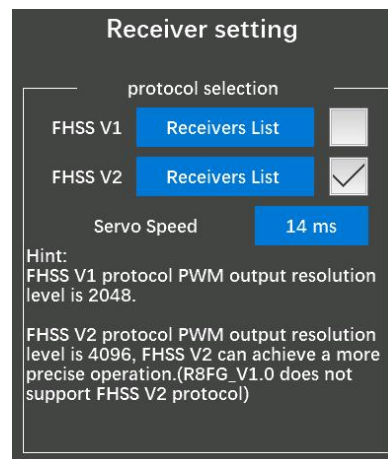 Receiver setting
protocol selection
FHSS V1 Receivers List
FHSS V2 Receivers List
Servo Speed 14 ms
Hint:
FHSS V1 protocol PWM output resolution
level is 2048.
FHSS V2 protocol PWM output resolution
level is 4096, FHSS V2 can achieve a more
precise operation.(R8FG_V1.0 does not
support FHSS V2 protocol)